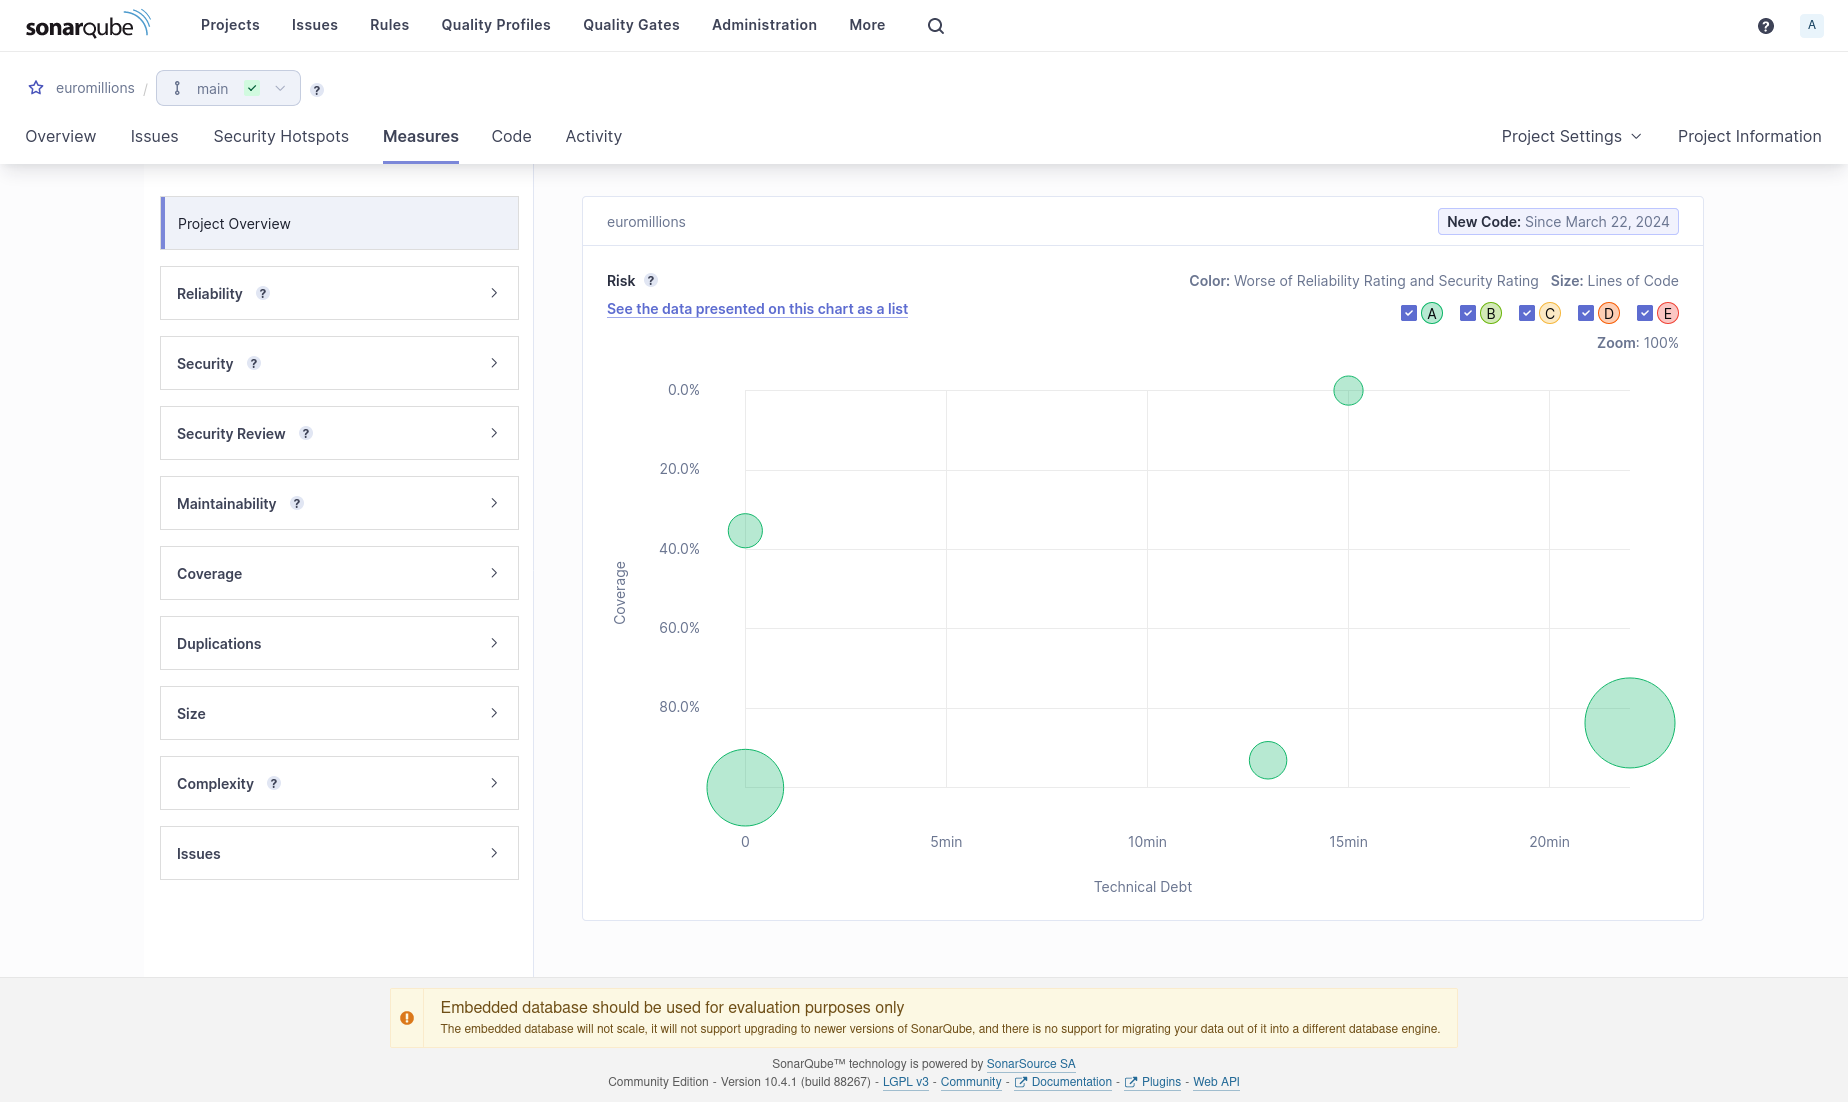 sonarqube
Projects Issues Rules Quality Profiles Quality Gates Administration More
? A
euromillions / main ?
Overview Issues Security Hotspots Measures Code Activity Project Settings Project Information
Project Overview
Reliability ?
Security ?
Security Review ?
Maintainability ?
Coverage
Duplications
Size
Complexity ?
Issues
euromillions New Code: Since March 22, 2024
Risk ? Color: Worse of Reliability Rating and Security Rating Size: Lines of Code
See the data presented on this chart as a list
A B C D E
Zoom: 100%
0.0%
20.0%
40.0%
60.0%
80.0%
Coverage
0 5min 10min 15min 20min
Technical Debt
Embedded database should be used for evaluation purposes only
The embedded database will not scale, it will not support upgrading to newer versions of SonarQube, and there is no support for migrating your data out of it into a different database engine.
SonarQube™ technology is powered by SonarSource SA
Community Edition - Version 10.4.1 (build 88267) - LGPL v3 - Community - Documentation - Plugins - Web API